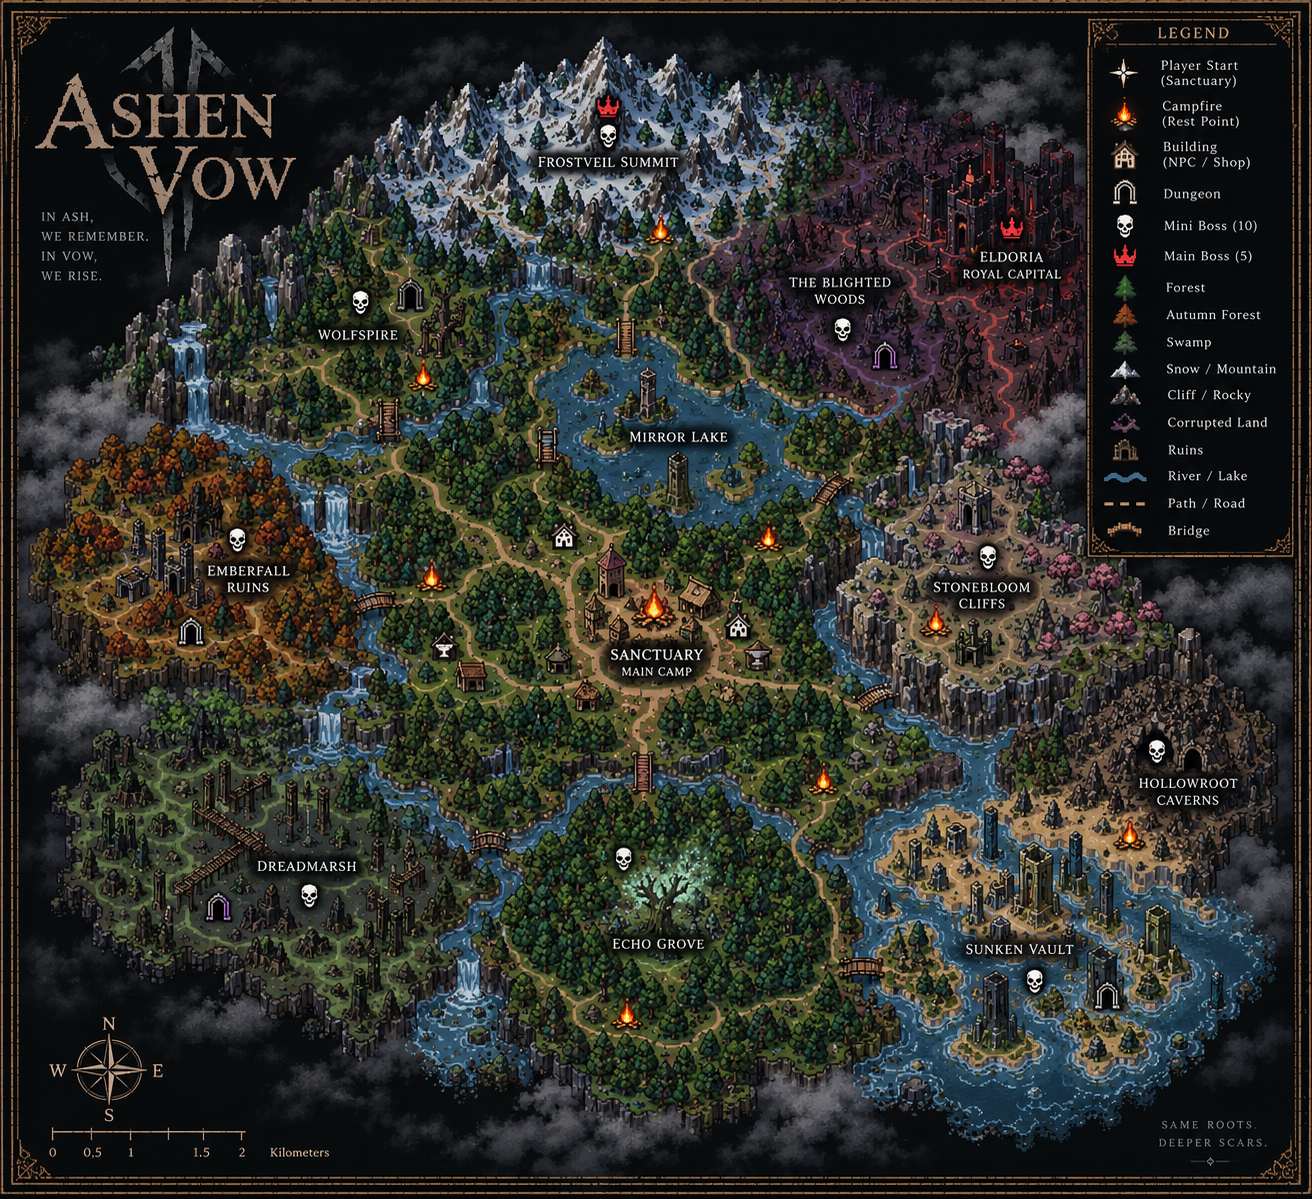 ASHEN
VOW
IN ASH,
WE REMEMBER.
IN VOW,
WE RISE.
LEGEND
Player Start
(Sanctuary)
Campfire
(Rest Point)
Building
(NPC / Shop)
Dungeon
Mini Boss (10)
Main Boss (5)
Forest
Autumn Forest
Swamp
Snow / Mountain
Cliff / Rocky
Corrupted Land
Ruins
River / Lake
Path / Road
Bridge
FROSTVEIL SUMMIT
ELDORIA
ROYAL CAPITAL
THE BLIGHTED
WOODS
WOLFSPIRE
MIRROR LAKE
EMBERFALL
RUINS
STONEBLOOM
CLIFFS
SANCTUARY
MAIN CAMP
HOLLOWROOT
CAVERNS
DREADMARSH
ECHO GROVE
SUNKEN VAULT
N
W E
S
0 0,5 1 1.5 2 Kilometers
SAME ROOTS.
DEEPER SCARS.